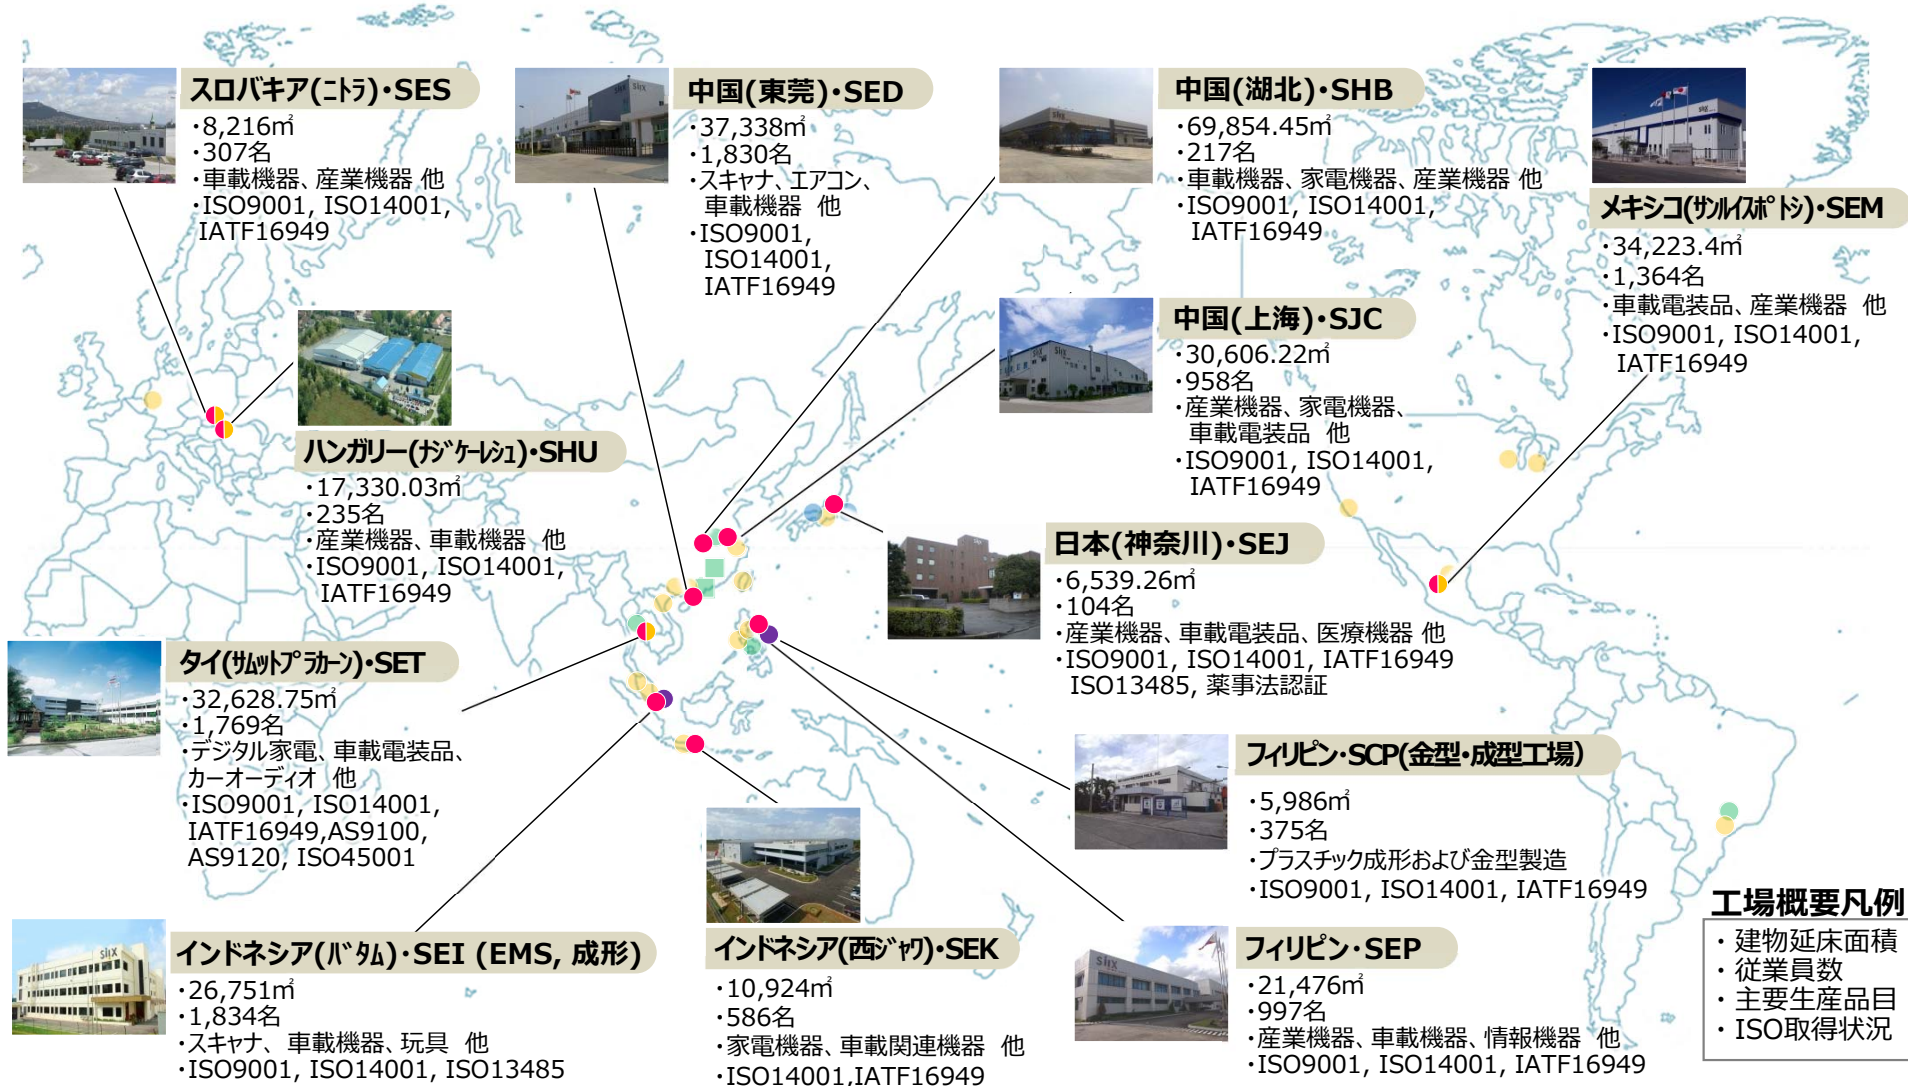 スロバキア(ニトラ)・SES
・8,216㎡
・307名
・車載機器、産業機器 他
・ISO9001, ISO14001,
IATF16949
中国(東莞)・SED
・37,338㎡
・1,830名
・スキャナ、エアコン、
車載機器 他
・ISO9001,
ISO14001,
IATF16949
中国(湖北)・SHB
・69,854.45㎡
・217名
・車載機器、家電機器、産業機器 他
・ISO9001, ISO14001,
IATF16949
メキシコ(サンルイスポトシ)・SEM
・34,223.4㎡
・1,364名
・車載電装品、産業機器 他
・ISO9001, ISO14001,
IATF16949
ハンガリー(ナジケーレシュ)・SHU
・17,330.03㎡
・235名
・産業機器、車載機器 他
・ISO9001, ISO14001,
IATF16949
中国(上海)・SJC
・30,606.22㎡
・958名
・産業機器、家電機器、
車載電装品 他
・ISO9001, ISO14001,
IATF16949
日本(神奈川)・SEJ
・6,539.26㎡
・104名
・産業機器、車載電装品、医療機器 他
・ISO9001, ISO14001, IATF16949
ISO13485, 薬事法認証
タイ(サムットプラカーン)・SET
・32,628.75㎡
・1,769名
・デジタル家電、車載電装品、
カーオーディオ 他
・ISO9001, ISO14001,
IATF16949,AS9100,
AS9120, ISO45001
フィリピン・SCP(金型・成型工場)
・5,986㎡
・375名
・プラスチック成形および金型製造
・ISO9001, ISO14001, IATF16949
インドネシア(バタム)・SEI (EMS, 成形)
・26,751㎡
・1,834名
・スキャナ、 車載機器、玩具 他
・ISO9001, ISO14001, ISO13485
インドネシア(西ジャワ)・SEK
・10,924㎡
・586名
・家電機器、車載関連機器 他
・ISO14001,IATF16949
フィリピン・SEP
・21,476㎡
・997名
・産業機器、車載機器、情報機器 他
・ISO9001, ISO14001, IATF16949
工場概要凡例
・建物延床面積
・従業員数
・主要生産品目
・ISO取得状況
SIIX
SIIX
SIIX
SIIX